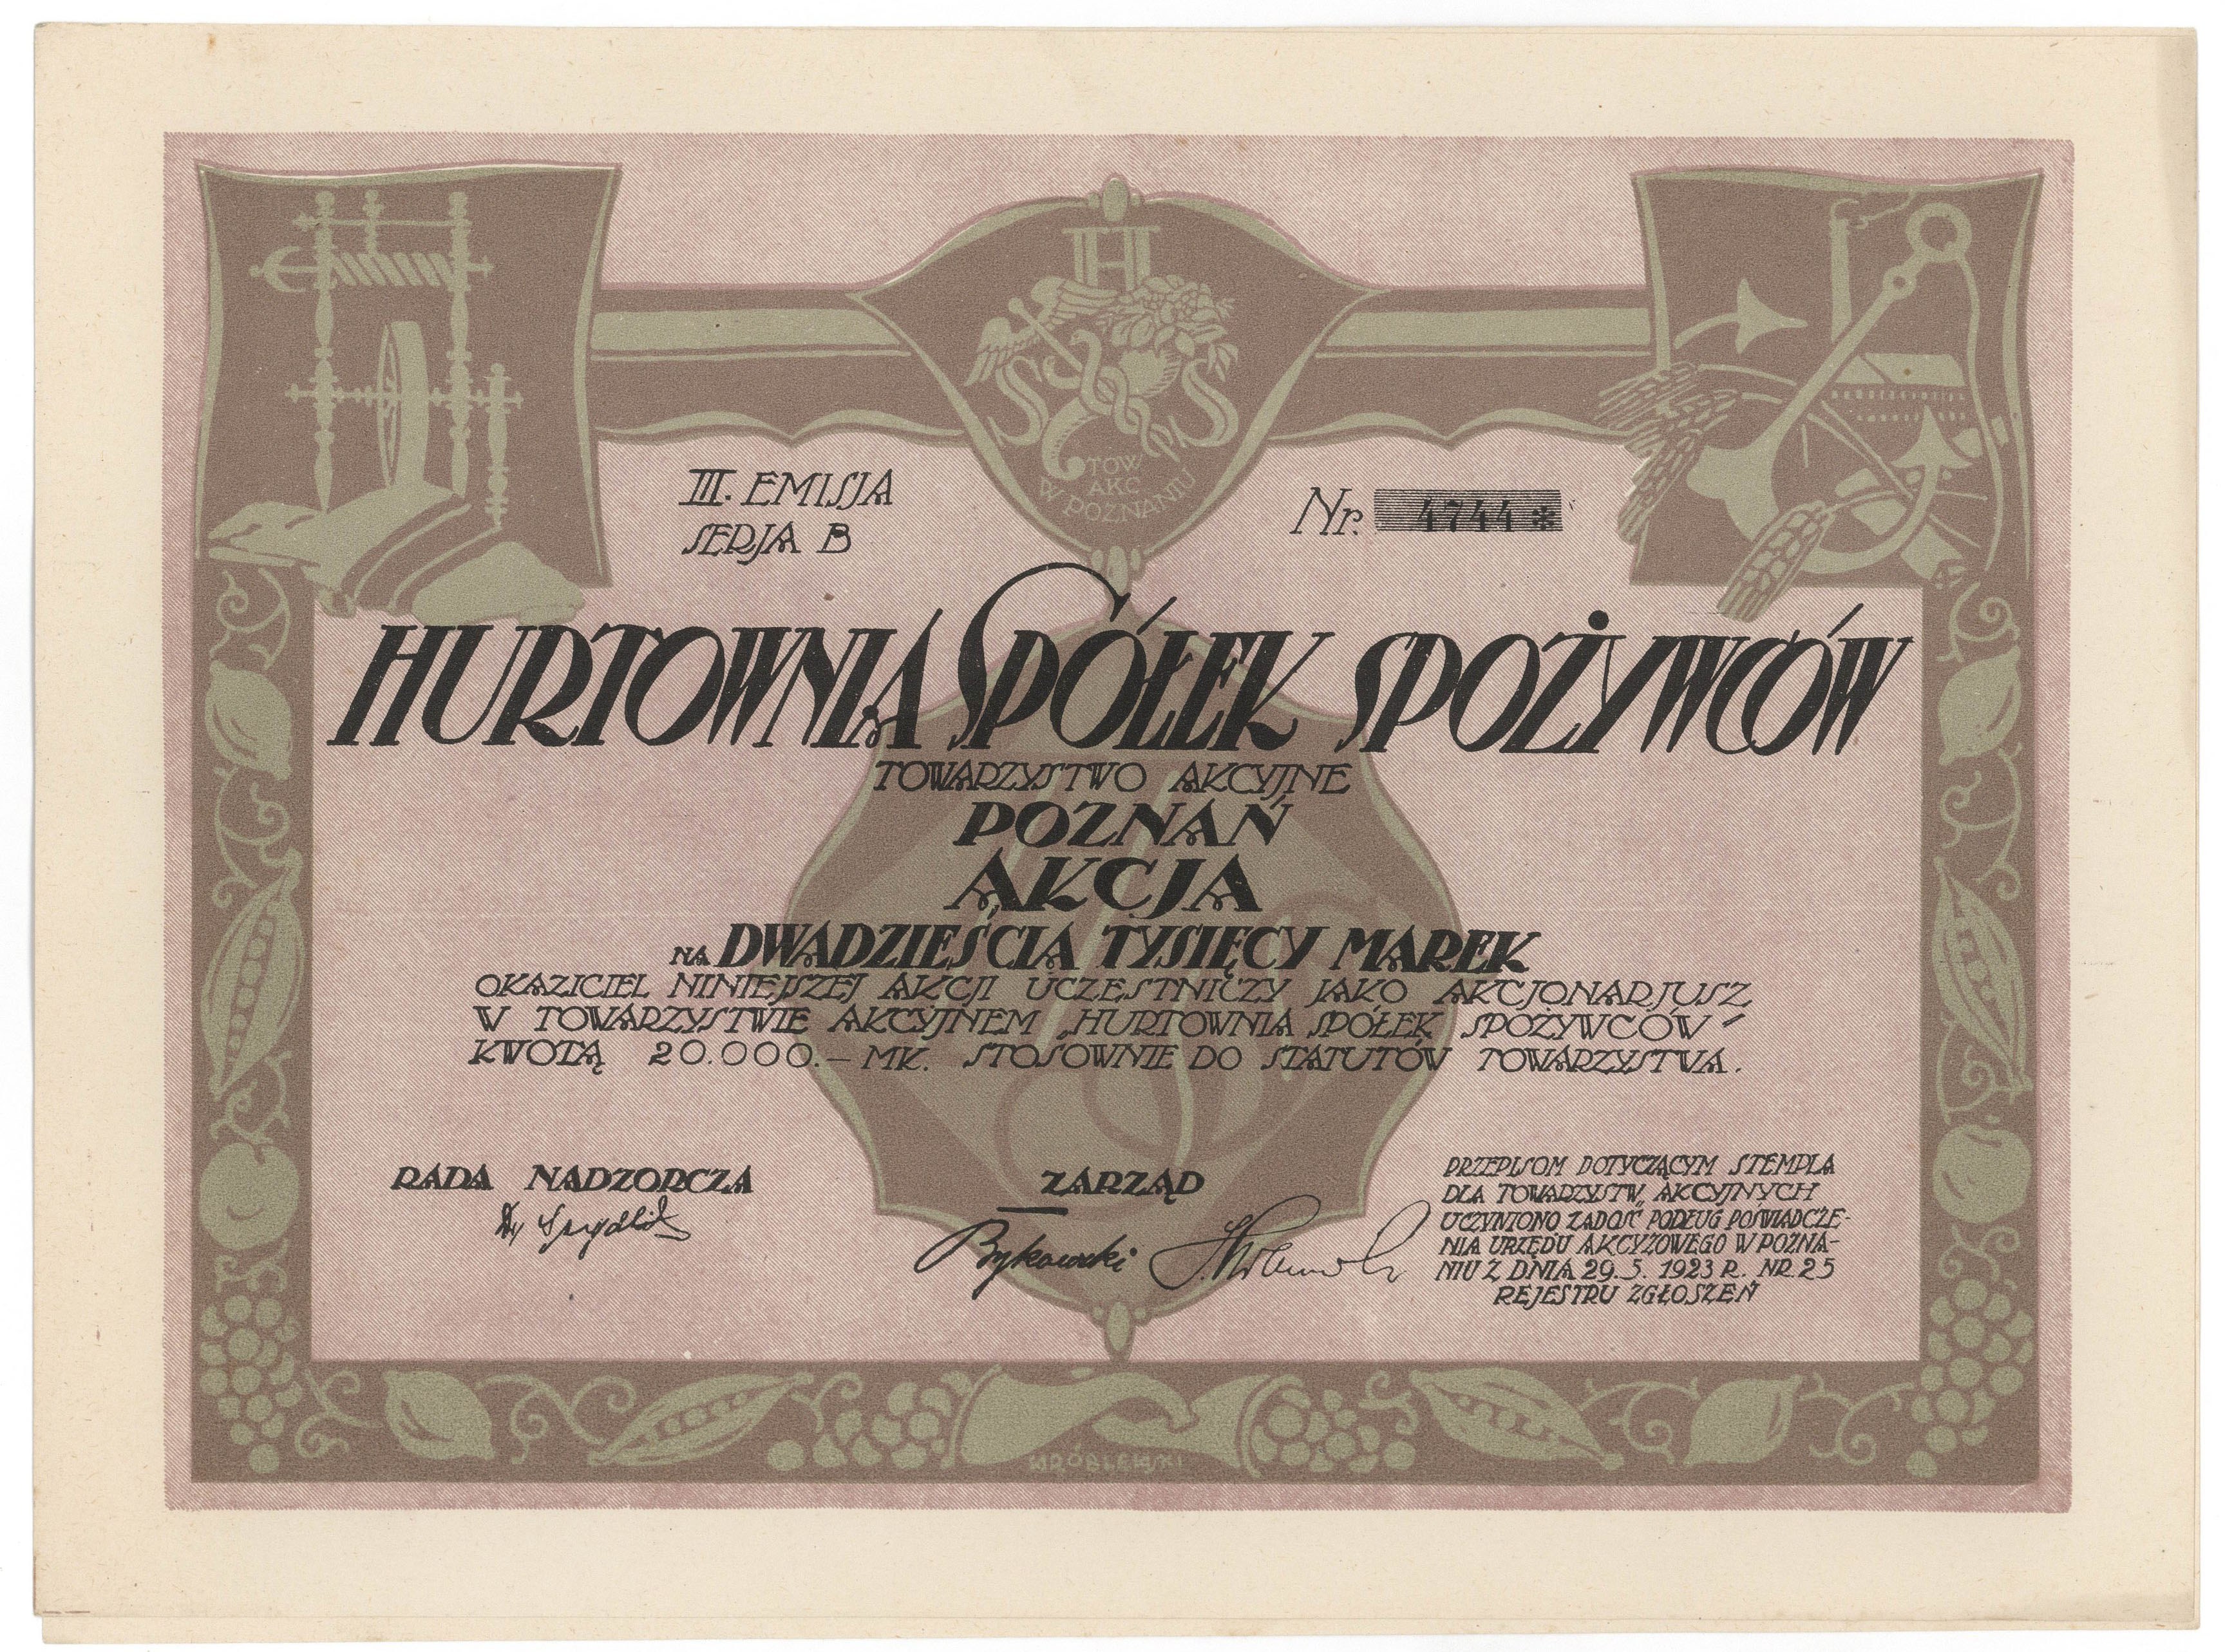 H
S S
TOW
AKC
W POZNANIU
III. EMISJA
SERJA B
Nr. 4744 *
HURTOWNIA SPÓŁEK SPOŻYWCÓW
TOWARZYSTWO AKCYJNE
POZNAŃ
AKCJA
NA DWADZIEŚCIA TYSIĘCY MAREK
OKAZICIEL NINIEJSZEJ AKCJI UCZESTNICZY JAKO AKCJONARJUSZ
W TOWARZYSTWIE AKCYJNEM „HURTOWNIA SPÓŁEK SPOŻYWCÓW”
KWOTĄ 20.000.— MK. STOSOWNIE DO STATUTÓW TOWARZYSTWA.
RADA NADZORCZA
ZARZĄD
Bykowski
PRZEPISOM DOTYCZĄCYM STEMPLA
DLA TOWARZYSTW AKCYJNYCH
UCZYNIONO ZADOŚĆ PODŁUG POŚWIADCZE-
NIA URZĘDU AKCYZOWEGO W POZNA-
NIU Z DNIA 29. 5. 1923 R. NR. 25
REJESTRU ZGŁOSZEŃ
WRÓBLEWSKI